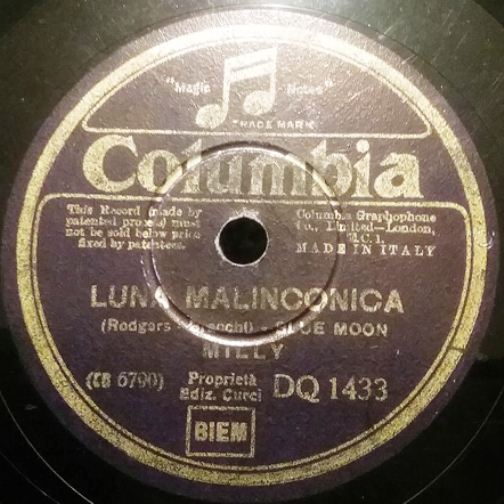 "Magic Notes"
TRADE MARK
Columbia
This Record made by
patented process must
not be sold below price
fixed by patentees.
Columbia Graphophone
Co., Limited—London,
E.C.1.
MADE IN ITALY
LUNA MALINCONICA
(Rodgers - - BLUE MOON
MILLY
(CB 6790)
Proprietà
Ediz. Curci
DQ 1433
BIEM